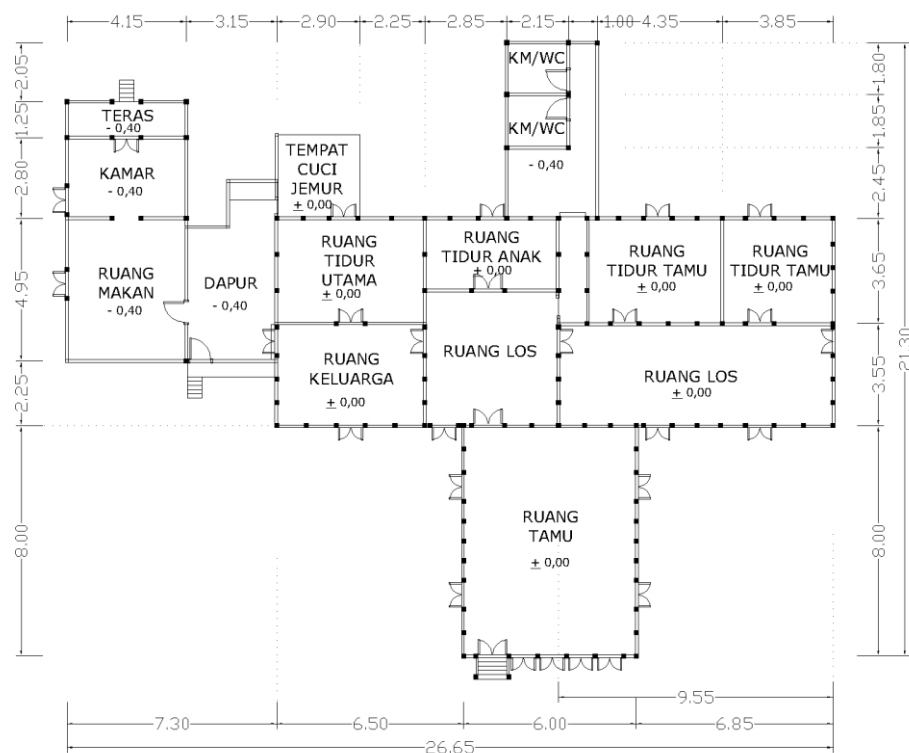 4.15 3.15 2.90 2.25 2.85 2.15 1.00 4.35 3.85
2.05
1.25
2.80
4.95
2.25
8.00
1.80
1.85
2.45
3.65
3.55
8.00
21.30
KM/WC
KM/WC
- 0,40
TERAS
- 0,40
KAMAR
- 0,40
RUANG
MAKAN
- 0,40
DAPUR
- 0,40
TEMPAT
CUCI
JEMUR
± 0,00
RUANG
TIDUR
UTAMA
± 0,00
RUANG
TIDUR ANAK
± 0,00
RUANG
TIDUR TAMU
± 0,00
RUANG
TIDUR TAMU
± 0,00
RUANG
KELUARGA
± 0,00
RUANG LOS
RUANG LOS
± 0,00
RUANG
TAMU
± 0,00
9.55
7.30 6.50 6.00 6.85
26.65